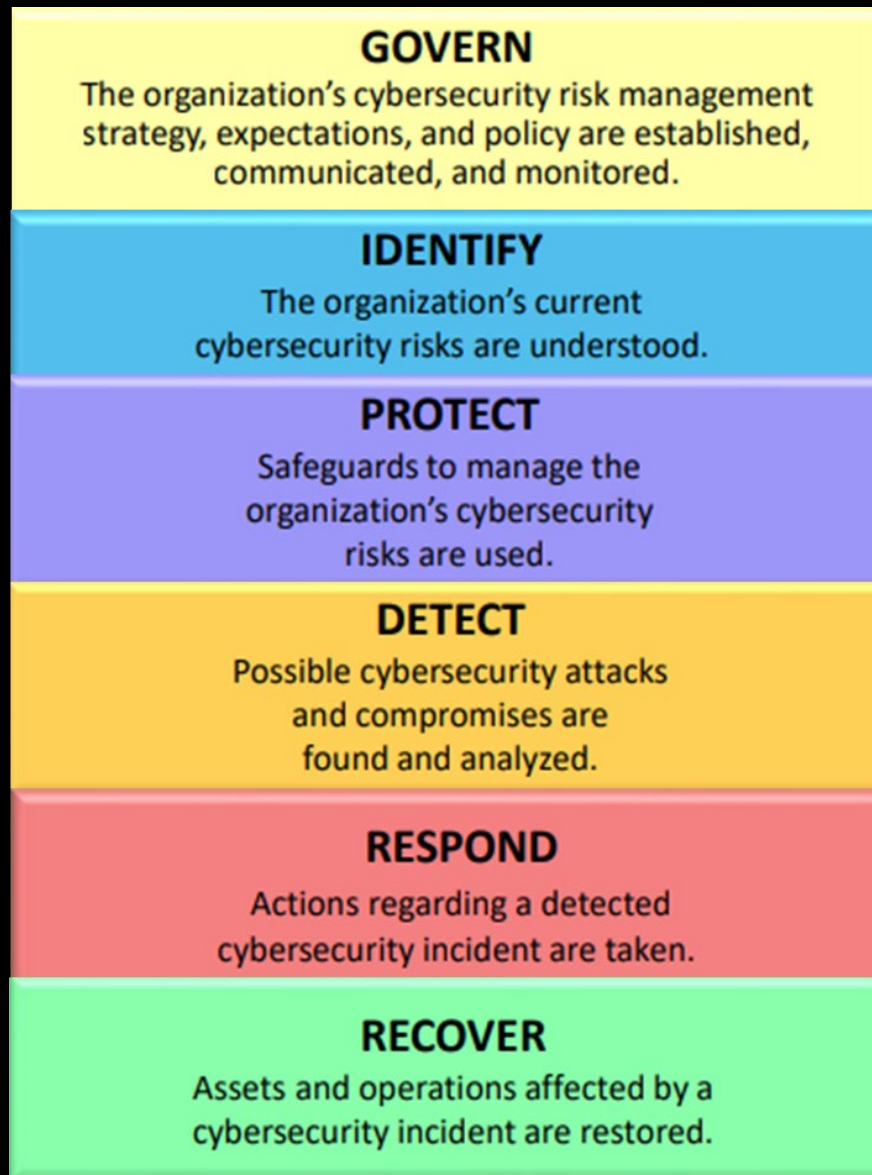 GOVERN
The organization’s cybersecurity risk management
strategy, expectations, and policy are established,
communicated, and monitored.
IDENTIFY
The organization’s current
cybersecurity risks are understood.
PROTECT
Safeguards to manage the
organization’s cybersecurity
risks are used.
DETECT
Possible cybersecurity attacks
and compromises are
found and analyzed.
RESPOND
Actions regarding a detected
cybersecurity incident are taken.
RECOVER
Assets and operations affected by a
cybersecurity incident are restored.